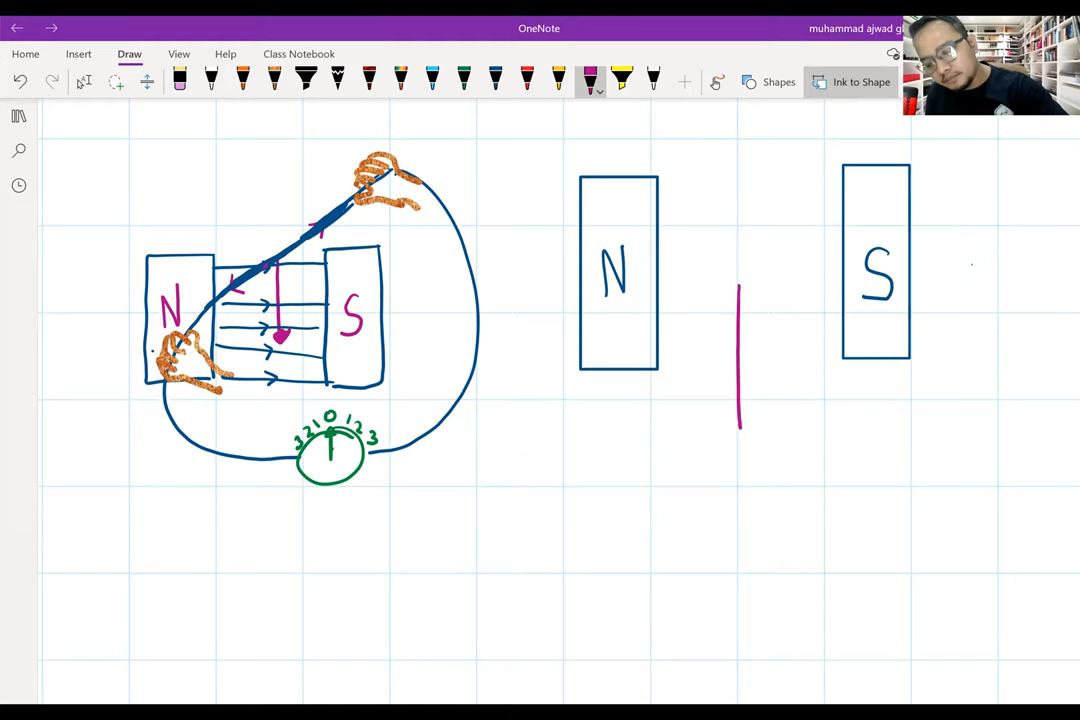 OneNote
muhammad ajwad g
Home Insert Draw View Help Class Notebook
Shapes Ink to Shape
N S
N S
3 2 1 0 1 2 3